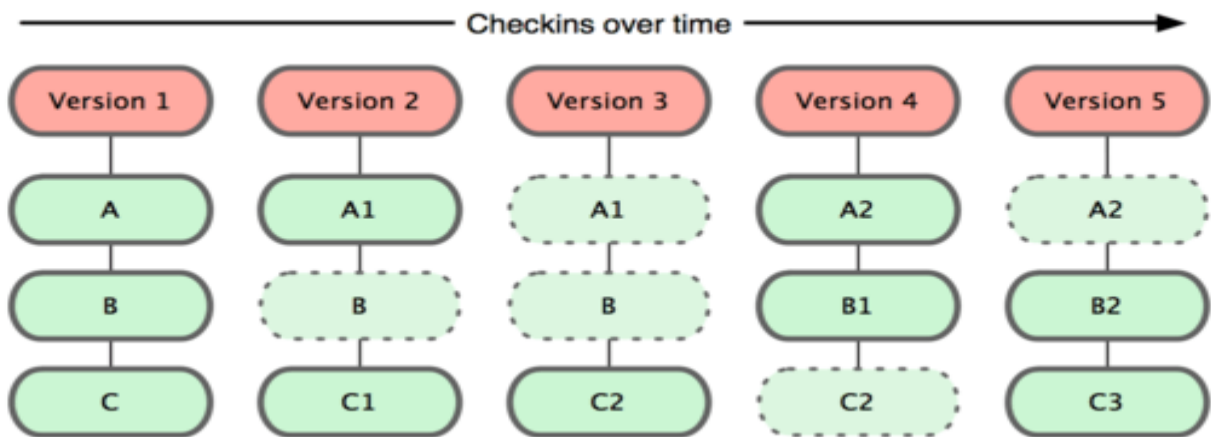 Checkins over time
Version 1 Version 2 Version 3 Version 4 Version 5
A A1 A1 A2 A2
B B B B1 B2
C C1 C2 C2 C3